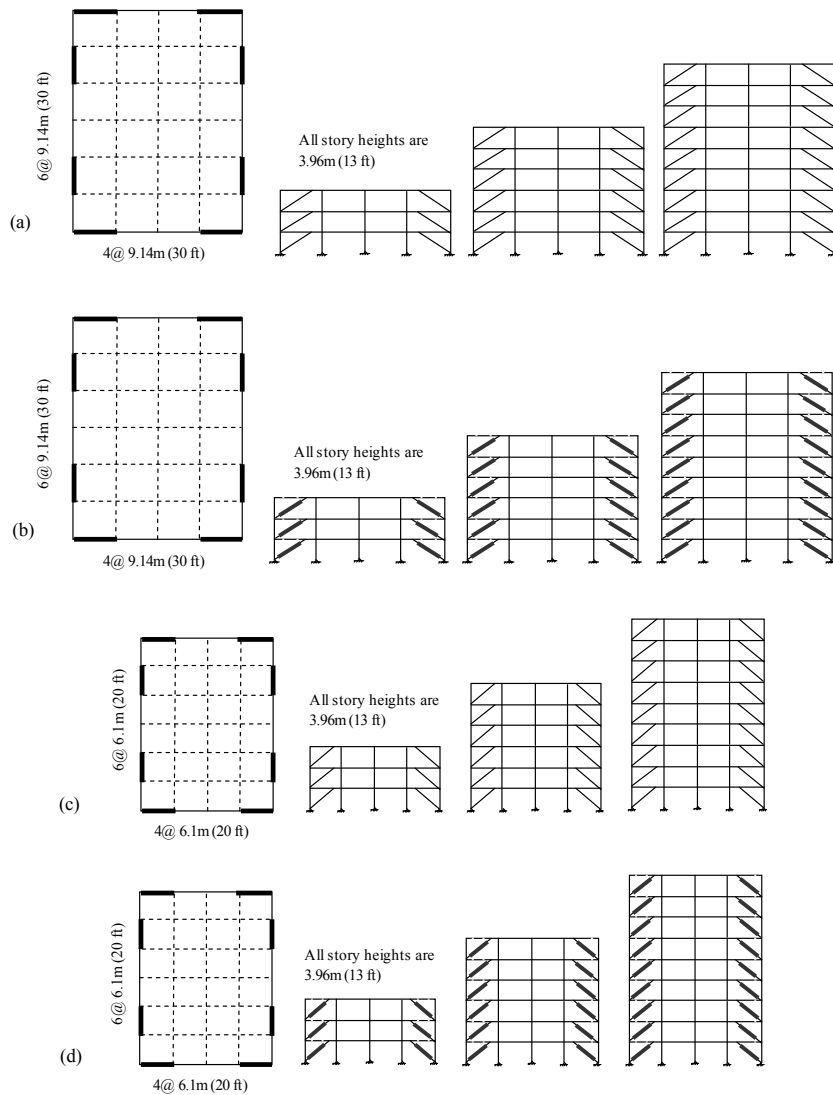 6@ 9.14m (30 ft)
All story heights are
3.96m (13 ft)
(a)
4@ 9.14m (30 ft)
6@ 9.14m (30 ft)
All story heights are
3.96m (13 ft)
(b)
4@ 9.14m (30 ft)
6@ 6.1m (20 ft)
All story heights are
3.96m (13 ft)
(c)
4@ 6.1m (20 ft)
6@ 6.1m (20 ft)
All story heights are
3.96m (13 ft)
(d)
4@ 6.1m (20 ft)